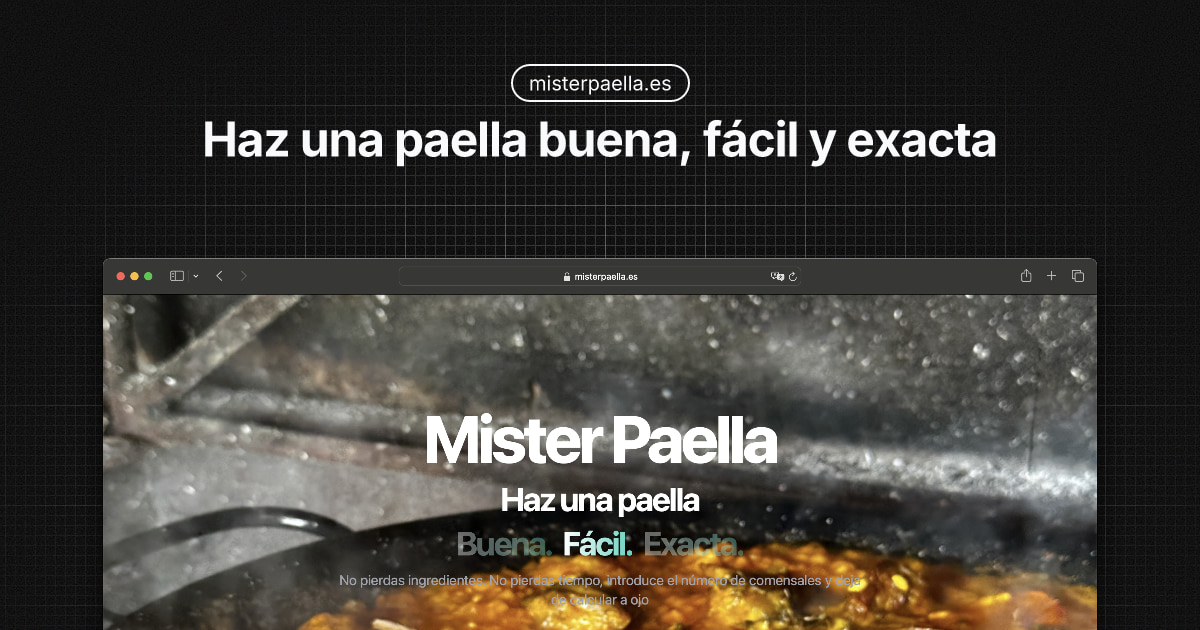 misterpaella.es
Haz una paella buena, fácil y exacta
misterpaella.es
Mister Paella
Haz una paella
Buena. Fácil. Exacta.
No pierdas ingredientes. No pierdas tiempo, introduce el número de comensales y deja
de calcular a ojo